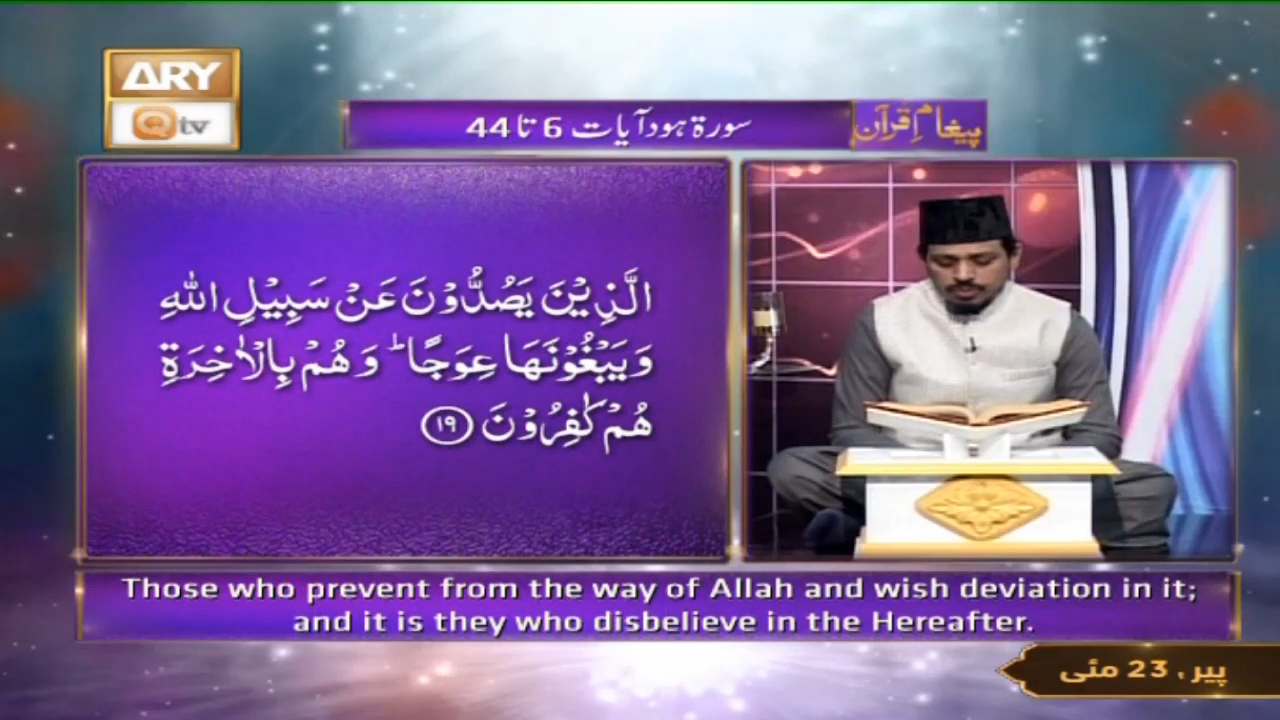 ARY
Qtv
سورۃ ہود آیات 6 تا 44
پیغامِ قرآن
الَّذِیْنَ یَصُدُّوْنَ عَنْ سَبِیْلِ اللّٰهِ
وَ یَبْغُوْنَهَا عِوَجًاؕ وَ هُمْ بِالْاٰخِرَةِ
هُمْ كٰفِرُوْنَ ۱۹
Those who prevent from the way of Allah and wish deviation in it;
and it is they who disbelieve in the Hereafter.
پیر، 23 مئی